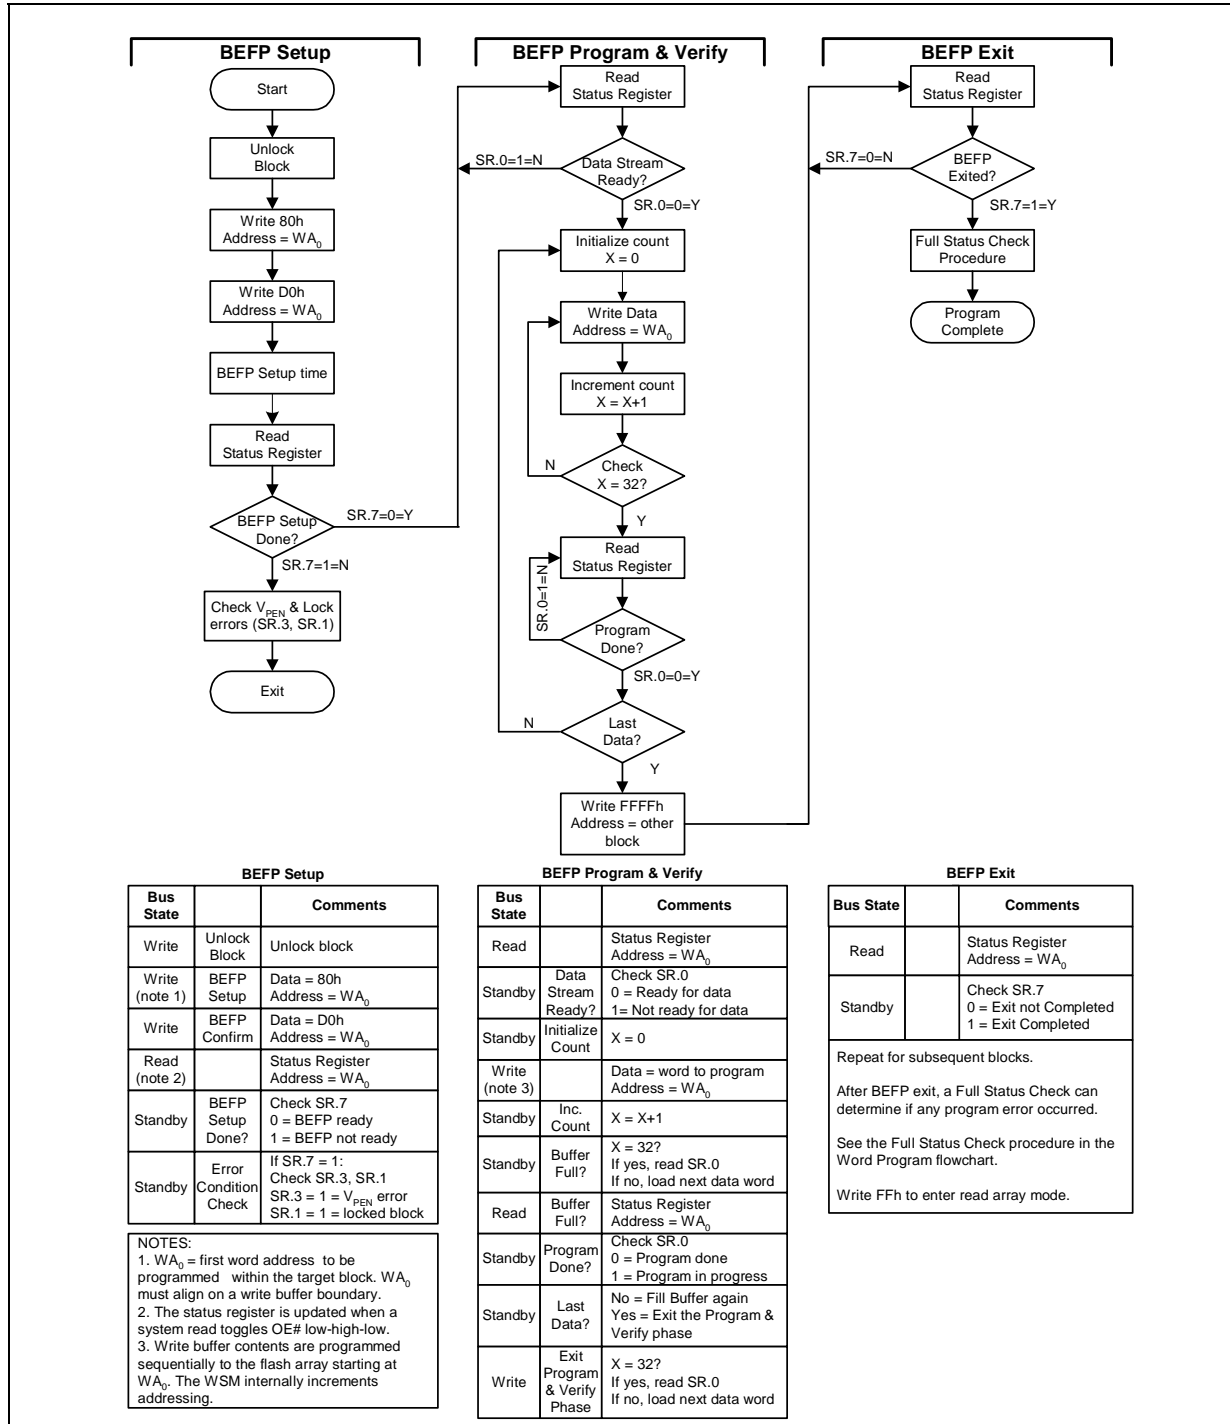 BEFP Setup
Start
Unlock
Block
Write 80h
Address = WA0
Write D0h
Address = WA0
BEFP Setup time
Read
Status Register
BEFP Setup
Done?
SR.7=0=Y
SR.7=1=N
Check VPEN & Lock
errors (SR.3, SR.1)
Exit
BEFP Program & Verify
Read
Status Register
Data Stream
Ready?
SR.0=1=N
SR.0=0=Y
Initialize count
X = 0
Write Data
Address = WA0
Increment count
X = X+1
Check
X = 32?
N
Y
Read
Status Register
SR.0=1=N
Program
Done?
SR.0=0=Y
Last
Data?
N
Y
Write FFFFh
Address = other
block
BEFP Exit
Read
Status Register
BEFP
Exited?
SR.7=0=N
SR.7=1=Y
Full Status Check
Procedure
Program
Complete
BEFP Setup
Bus
State
Comments
Write
Unlock
Block
Unlock block
Write
(note 1)
BEFP
Setup
Data = 80h
Address = WA0
Write
BEFP
Confirm
Data = D0h
Address = WA0
Read
(note 2)
Status Register
Address = WA0
Standby
BEFP
Setup
Done?
Check SR.7
0 = BEFP ready
1 = BEFP not ready
Standby
Error
Condition
Check
If SR.7 = 1:
Check SR.3, SR.1
SR.3 = 1 = VPEN error
SR.1 = 1 = locked block
NOTES:
1. WA0 = first word address to be
programmed within the target block. WA0
must align on a write buffer boundary.
2. The status register is updated when a
system read toggles OE# low-high-low.
3. Write buffer contents are programmed
sequentially to the flash array starting at
WA0. The WSM internally increments
addressing.
BEFP Program & Verify
Bus
State
Comments
Read
Status Register
Address = WA0
Standby
Data
Stream
Ready?
Check SR.0
0 = Ready for data
1= Not ready for data
Standby
Initialize
Count
X = 0
Write
(note 3)
Data = word to program
Address = WA0
Standby
Inc.
Count
X = X+1
Standby
Buffer
Full?
X = 32?
If yes, read SR.0
If no, load next data word
Read
Buffer
Full?
Status Register
Address = WA0
Standby
Program
Done?
Check SR.0
0 = Program done
1 = Program in progress
Standby
Last
Data?
No = Fill Buffer again
Yes = Exit the Program &
Verify phase
Write
Exit
Program
& Verify
Phase
X = 32?
If yes, read SR.0
If no, load next data word
BEFP Exit
Bus State
Comments
Read
Status Register
Address = WA0
Standby
Check SR.7
0 = Exit not Completed
1 = Exit Completed
Repeat for subsequent blocks.
After BEFP exit, a Full Status Check can
determine if any program error occurred.
See the Full Status Check procedure in the
Word Program flowchart.
Write FFh to enter read array mode.